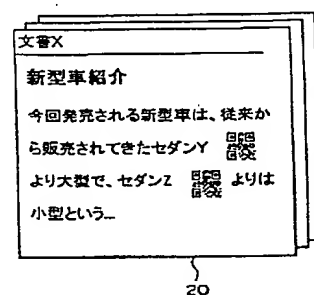 文書X
新型車紹介
今回発売される新型車は、従来か
ら販売されてきたセダンY
より大型で、セダンZ よりは
小型という...
20